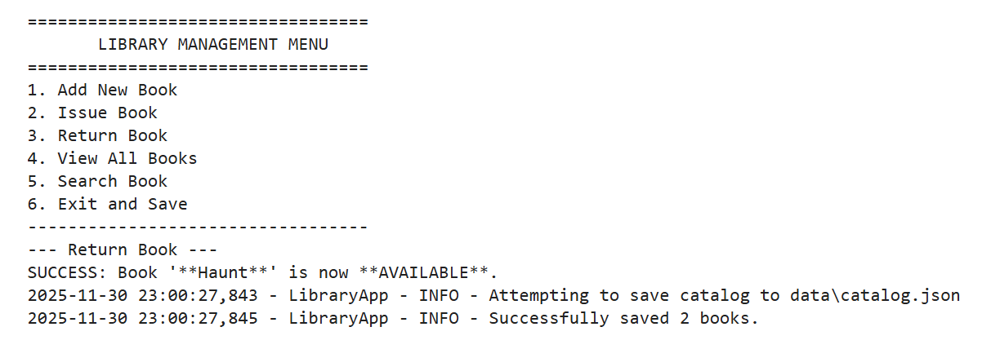 ==================================
       LIBRARY MANAGEMENT MENU
==================================
1. Add New Book
2. Issue Book
3. Return Book
4. View All Books
5. Search Book
6. Exit and Save
----------------------------------
--- Return Book ---
SUCCESS: Book '**Haunt**' is now **AVAILABLE**.
2025-11-30 23:00:27,843 - LibraryApp - INFO - Attempting to save catalog to data\catalog.json
2025-11-30 23:00:27,845 - LibraryApp - INFO - Successfully saved 2 books.